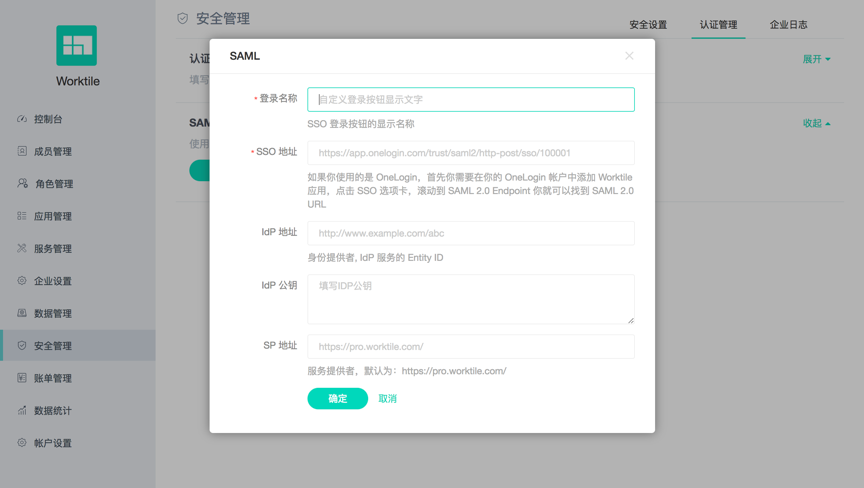 Worktile
控制台
成员管理
角色管理
应用管理
服务管理
企业设置
数据管理
安全管理
账单管理
数据统计
帐户设置
安全管理
安全设置
认证管理
企业日志
认证
展开
填写
SAM
收起
使用
SAML
* 登录名称
自定义登录按钮显示文字
SSO 登录按钮的显示名称
* SSO 地址
https://app.onelogin.com/trust/saml2/http-post/sso/100001
如果你使用的是 OneLogin，首先你需要在你的 OneLogin 帐户中添加 Worktile
应用，点击 SSO 选项卡，滚动到 SAML 2.0 Endpoint 你就可以找到 SAML 2.0
URL
IdP 地址
http://www.example.com/abc
身份提供者, IdP 服务的 Entity ID
IdP 公钥
填写IDP公钥
SP 地址
https://pro.worktile.com/
服务提供者，默认为：https://pro.worktile.com/
确定
取消